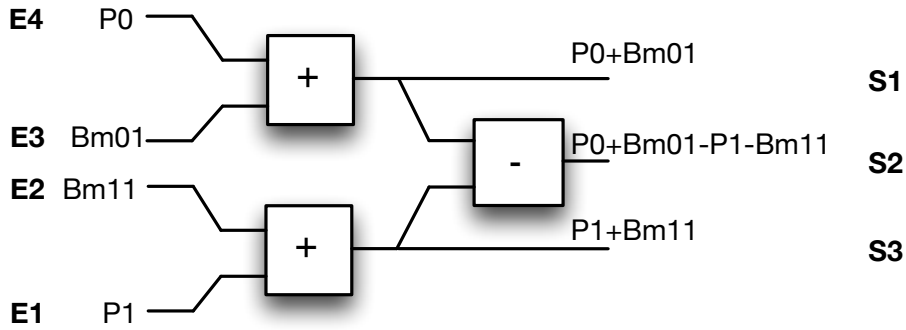 E4 P0
+
P0+Bm01
S1
E3 Bm01
-
P0+Bm01-P1-Bm11
S2
E2 Bm11
+
P1+Bm11
S3
E1 P1